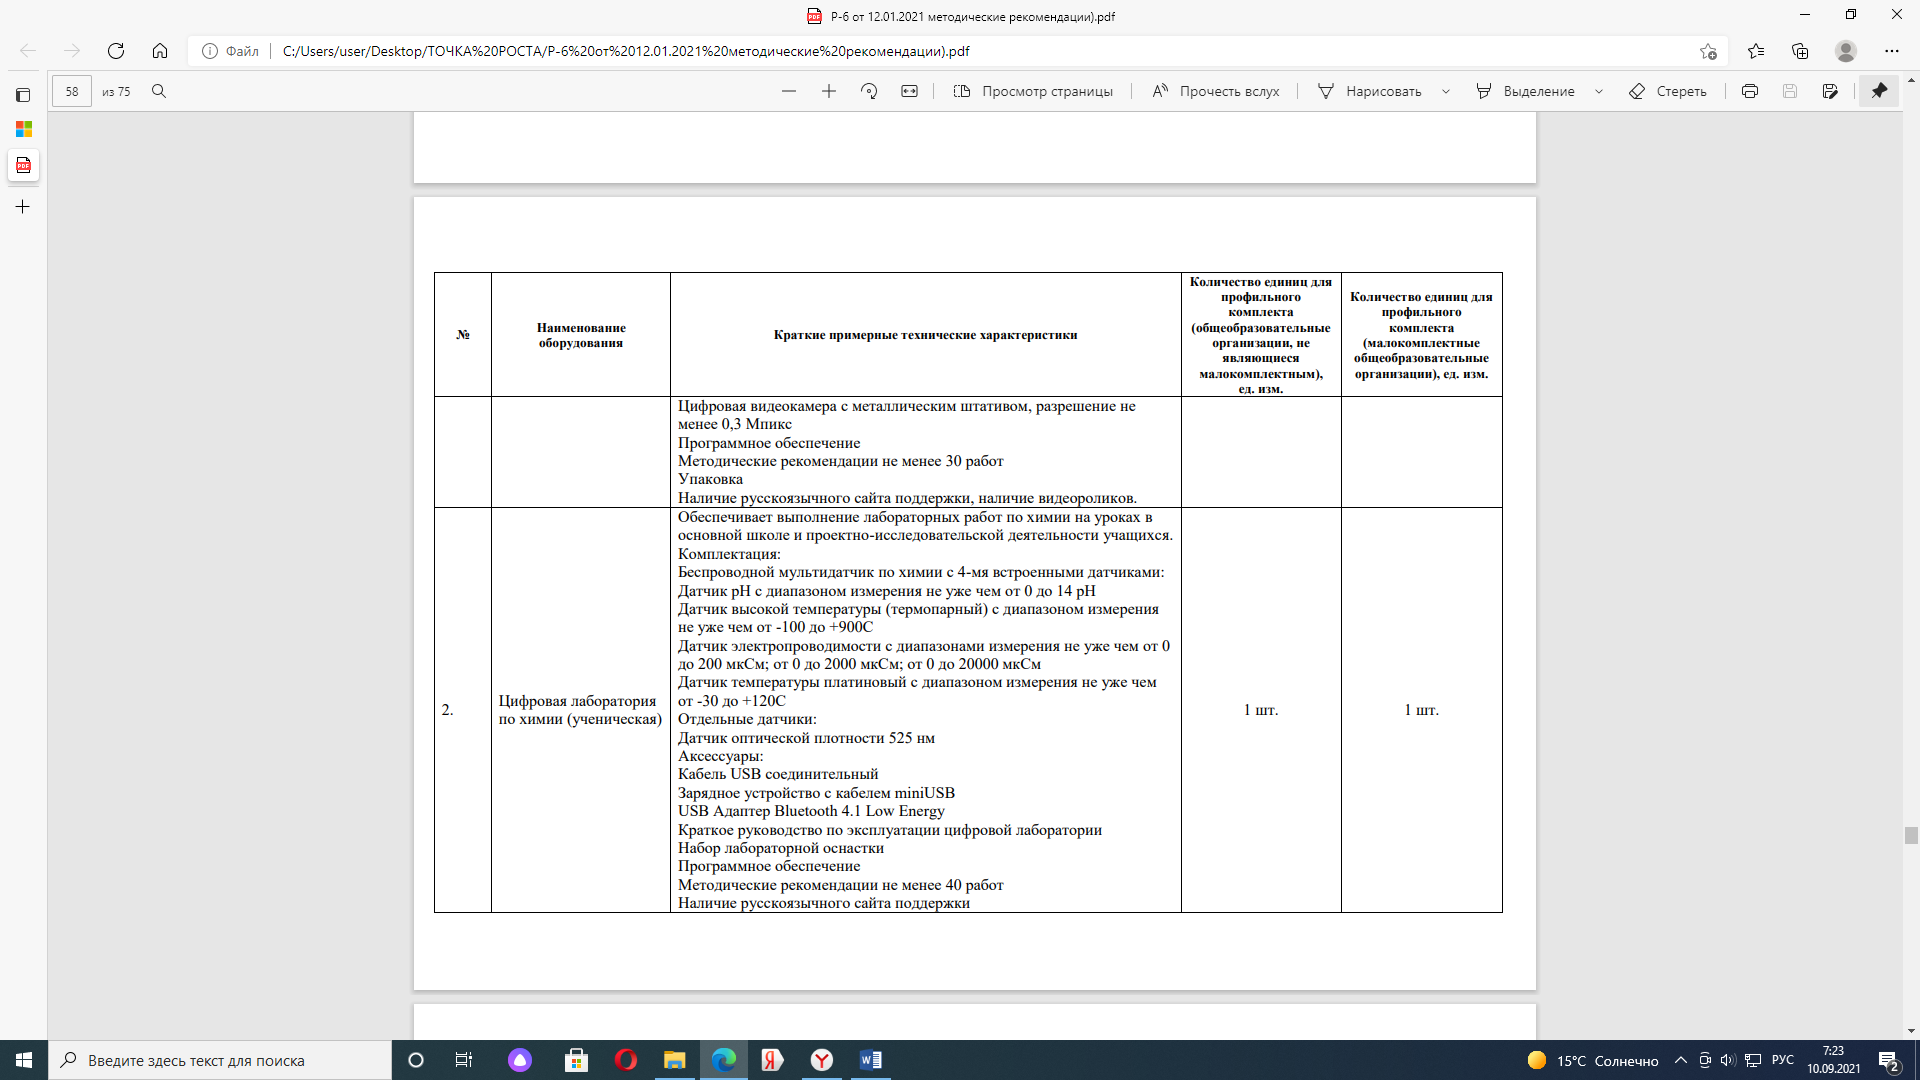 Р-6 от 12.01.2021 методические рекомендации).pdf
Файл
C:/Users/user/Desktop/ТОЧКА%20РОСТА/Р-6%20от%2012.01.2021%20методические%20рекомендации).pdf
58 из 75
Просмотр страницы
Прочесть вслух
Нарисовать
Выделение
Стереть
№
Наименование
оборудования
Краткие примерные технические характеристики
Количество единиц для
профильного
комплекта
(общеобразовательные
организации, не
являющиеся
малокомплектным),
ед. изм.
Количество единиц для
профильного
комплекта
(малокомплектные
общеобразовательные
организации), ед. изм.
Цифровая видеокамера с металлическим штативом, разрешение не
менее 0,3 Мпикс
Программное обеспечение
Методические рекомендации не менее 30 работ
Упаковка
Наличие русскоязычного сайта поддержки, наличие видеороликов.
2.
Цифровая лаборатория
по химии (ученическая)
Обеспечивает выполнение лабораторных работ по химии на уроках в
основной школе и проектно-исследовательской деятельности учащихся.
Комплектация:
Беспроводной мультидатчик по химии с 4-мя встроенными датчиками:
Датчик pH с диапазоном измерения не уже чем от 0 до 14 pH
Датчик высокой температуры (термопарный) с диапазоном измерения
не уже чем от -100 до +900С
Датчик электропроводимости с диапазонами измерения не уже чем от 0
до 200 мкСм; от 0 до 2000 мкСм; от 0 до 20000 мкСм
Датчик температуры платиновый с диапазоном измерения не уже чем
от -30 до +120С
Отдельные датчики:
Датчик оптической плотности 525 нм
Аксессуары:
Кабель USB соединительный
Зарядное устройство с кабелем miniUSB
USB Адаптер Bluetooth 4.1 Low Energy
Краткое руководство по эксплуатации цифровой лаборатории
Набор лабораторной оснастки
Программное обеспечение
Методические рекомендации не менее 40 работ
Наличие русскоязычного сайта поддержки
1 шт.
1 шт.
Введите здесь текст для поиска
15°C Солнечно
РУС
7:23
10.09.2021
2